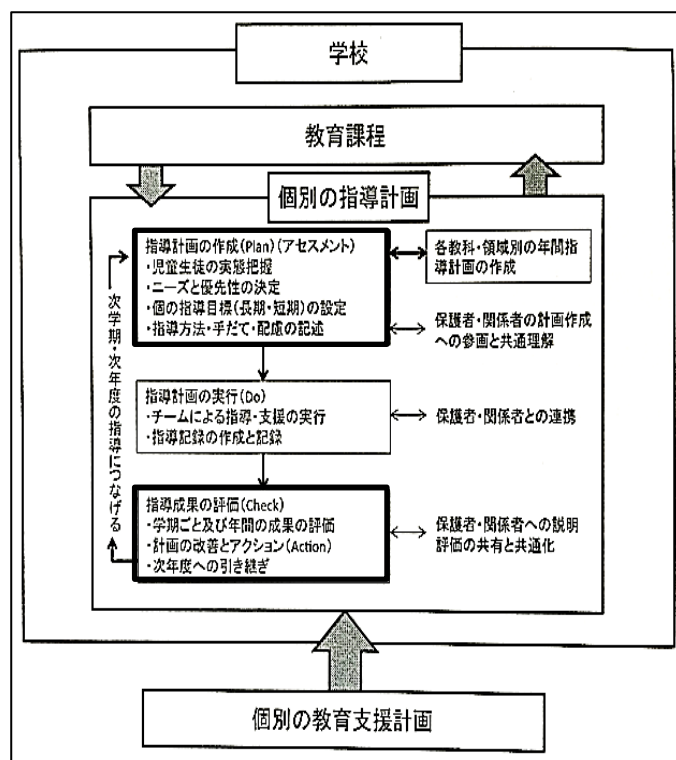 学校
教育課程
個別の指導計画
指導計画の作成(Plan)(アセスメント)
・児童生徒の実態把握
・ニーズと優先性の決定
・個の指導目標(長期・短期)の設定
・指導方法・手だて・配慮の記述
各教科・領域別の年間指
導計画の作成
保護者・関係者の計画作成
への参画と共通理解
指導計画の実行(Do)
・チームによる指導・支援の実行
・指導記録の作成と記録
保護者・関係者との連携
指導成果の評価(Check)
・学期ごと及び年間の成果の評価
・計画の改善とアクション(Action)
・次年度への引き継ぎ
保護者・関係者への説明
評価の共有と共通化
次学期・次年度の指導につなげる
個別の教育支援計画